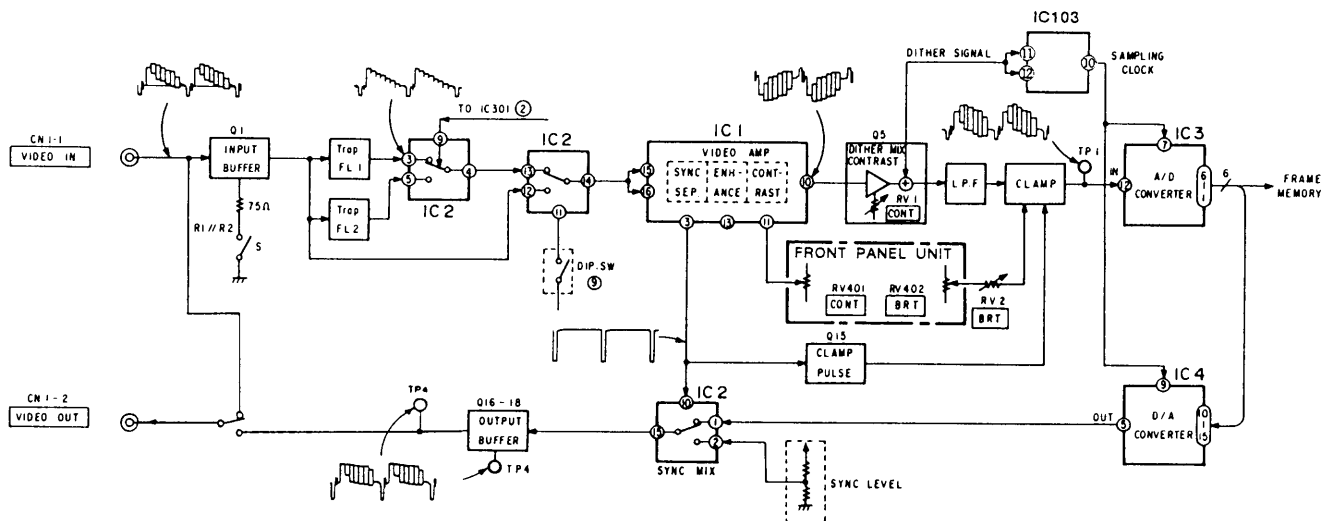 IC103
DITHER SIGNAL
11
12
10
SAMPLING
CLOCK
TO IC301 ②
CN 1-1
VIDEO IN
Q1
INPUT
BUFFER
75Ω
R1//R2
S
Trap
FL1
Trap
FL2
9
3
5
4
IC2
IC2
13
12
14
11
DIP.SW
⑨
IC1
VIDEO AMP
15
16
SYNC
SEP.
ENH-
ANCE
CONT-
RAST
10
3
13
11
Q5
DITHER MIX
CONTRAST
RV1
CONT
L.P.F
CLAMP
TP1
IN
IC3
7
12
A/D
CONVERTER
6
1
6
FRAME
MEMORY
FRONT PANEL UNIT
RV401
CONT
RV402
BRT
RV2
BRT
Q15
CLAMP
PULSE
CN 1-2
VIDEO OUT
TP4
Q16-18
OUTPUT
BUFFER
TP4
IC2
10
15
1
2
SYNC MIX
SYNC LEVEL
OUT
IC4
9
5
D/A
CONVERTER
10
15